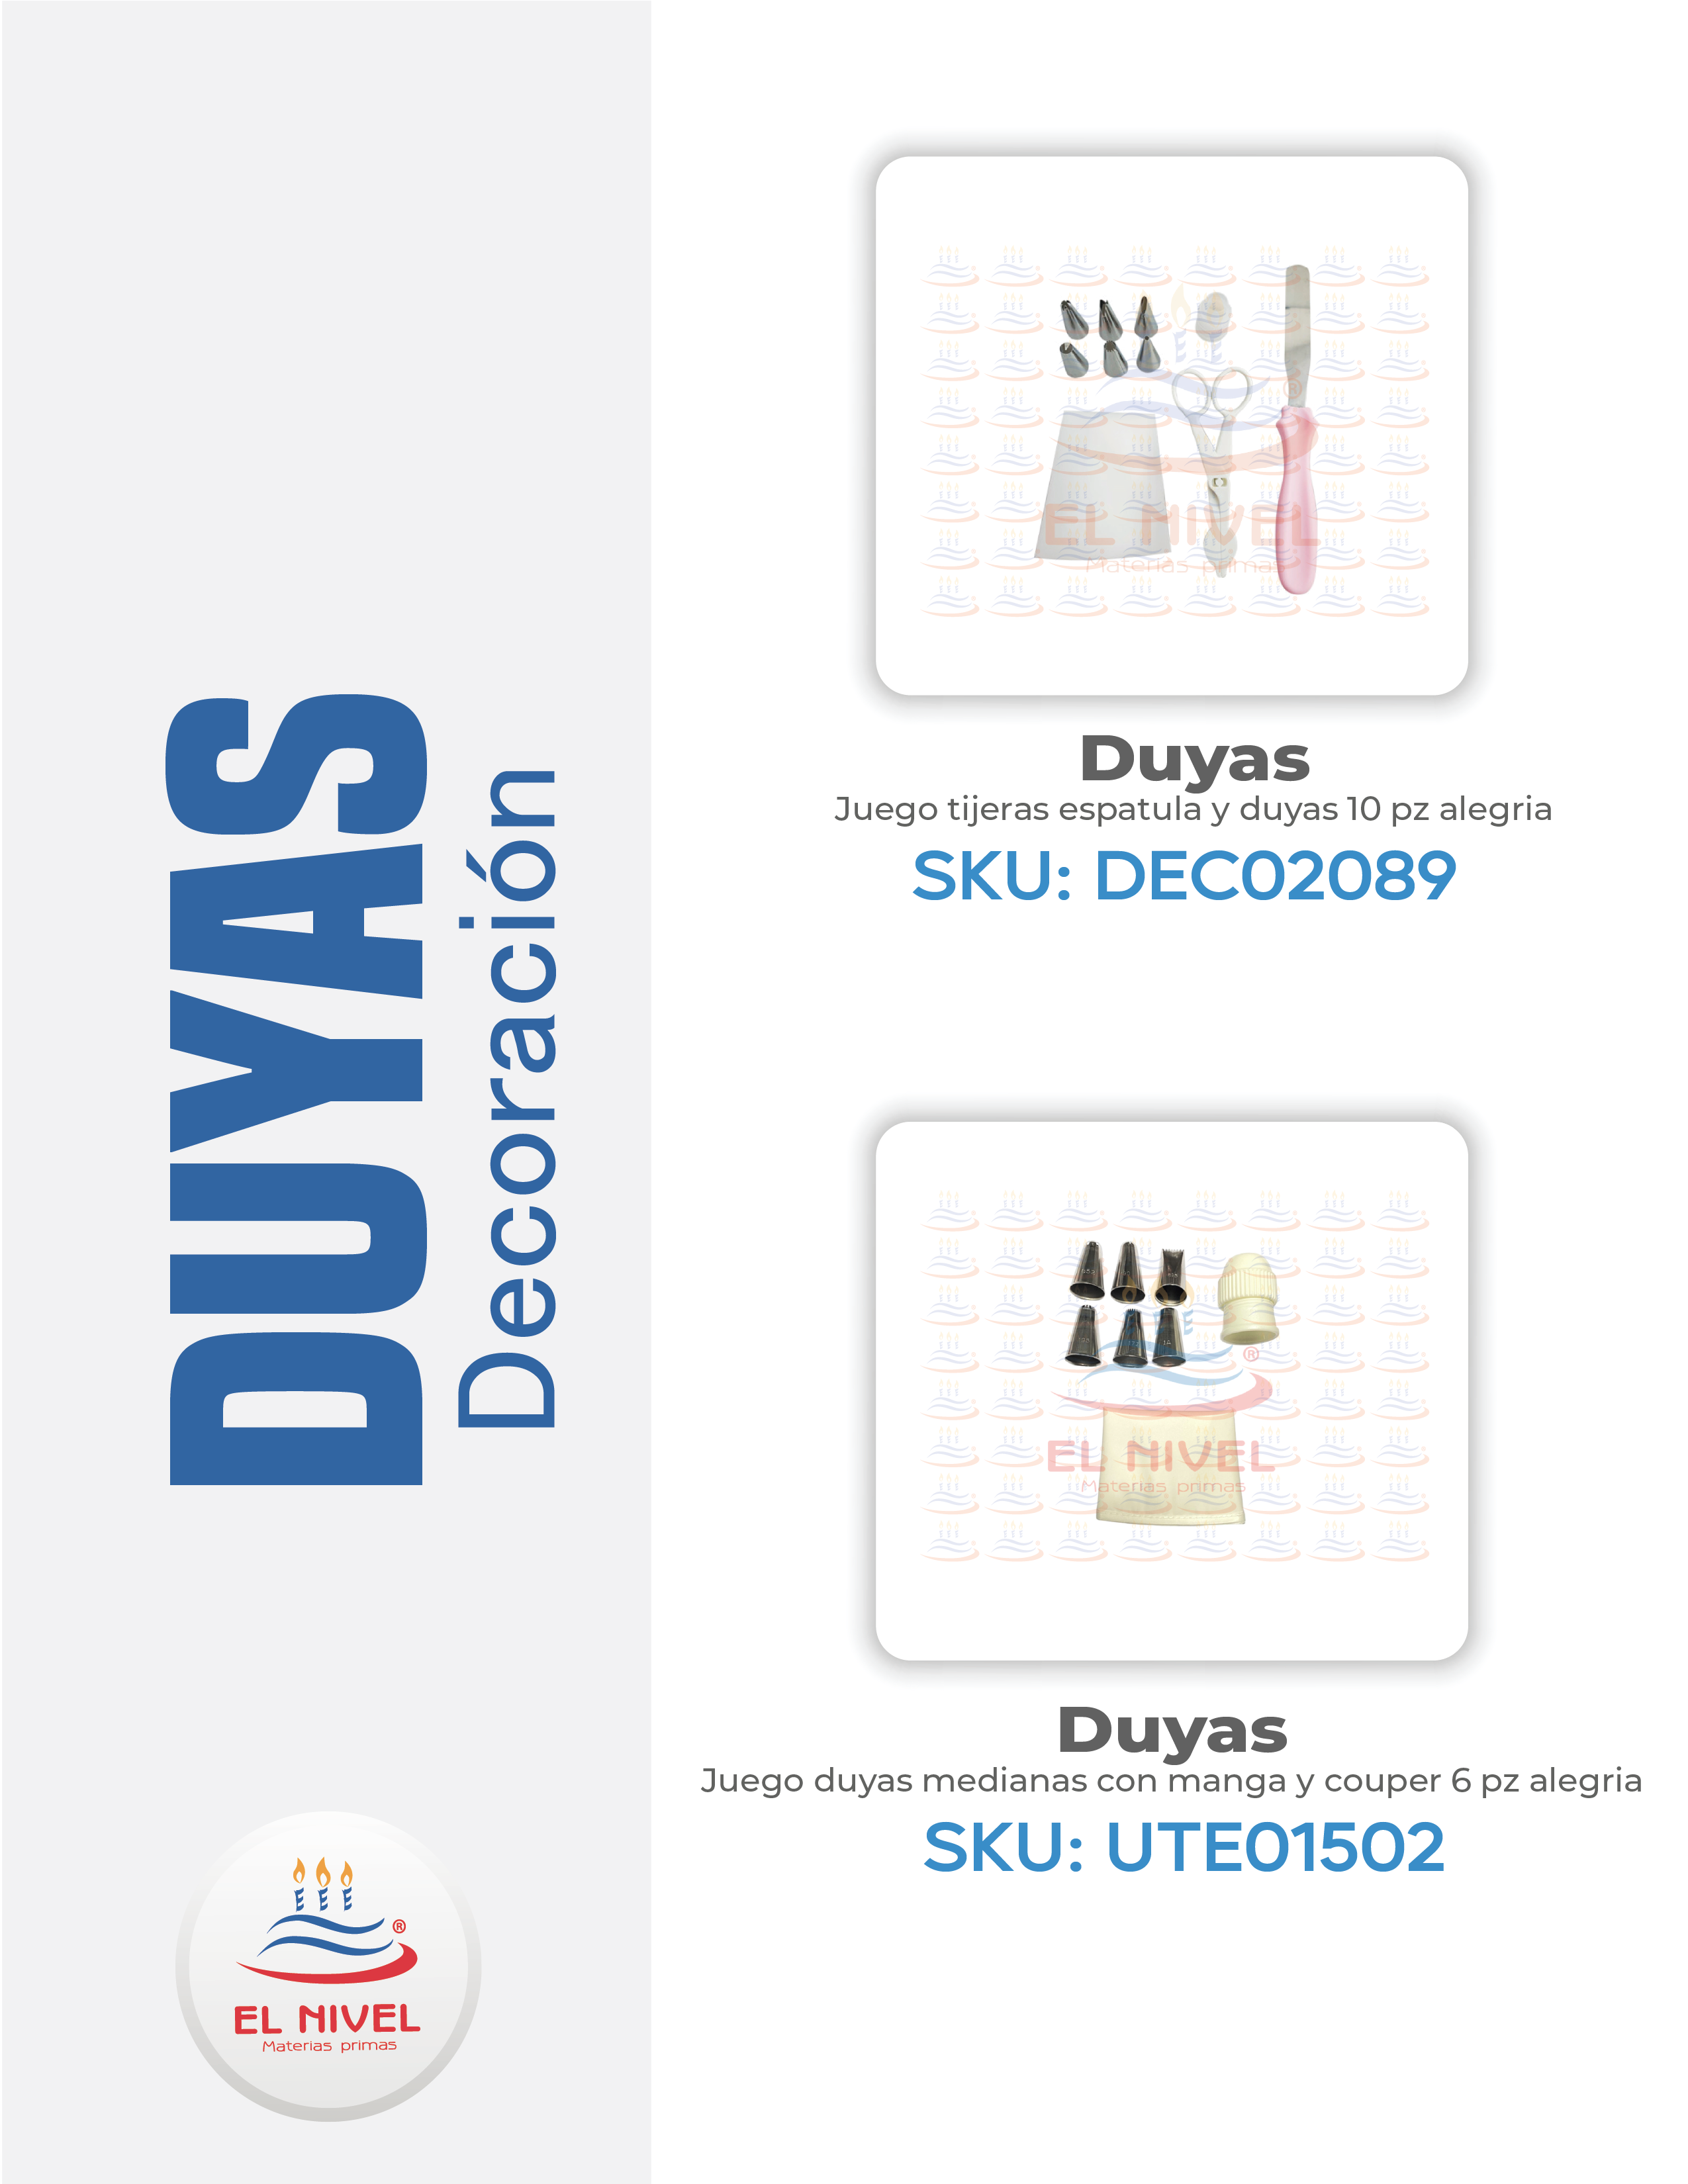 DUYAS
Decoración
EL NIVEL
Materias primas
®
Duyas
Juego tijeras espatula y duyas 10 pz alegria
SKU: DEC02089
®
EL NIVEL
Materias primas
Duyas
Juego duyas medianas con manga y couper 6 pz alegria
SKU: UTE01502
®
EL NIVEL
Materias primas